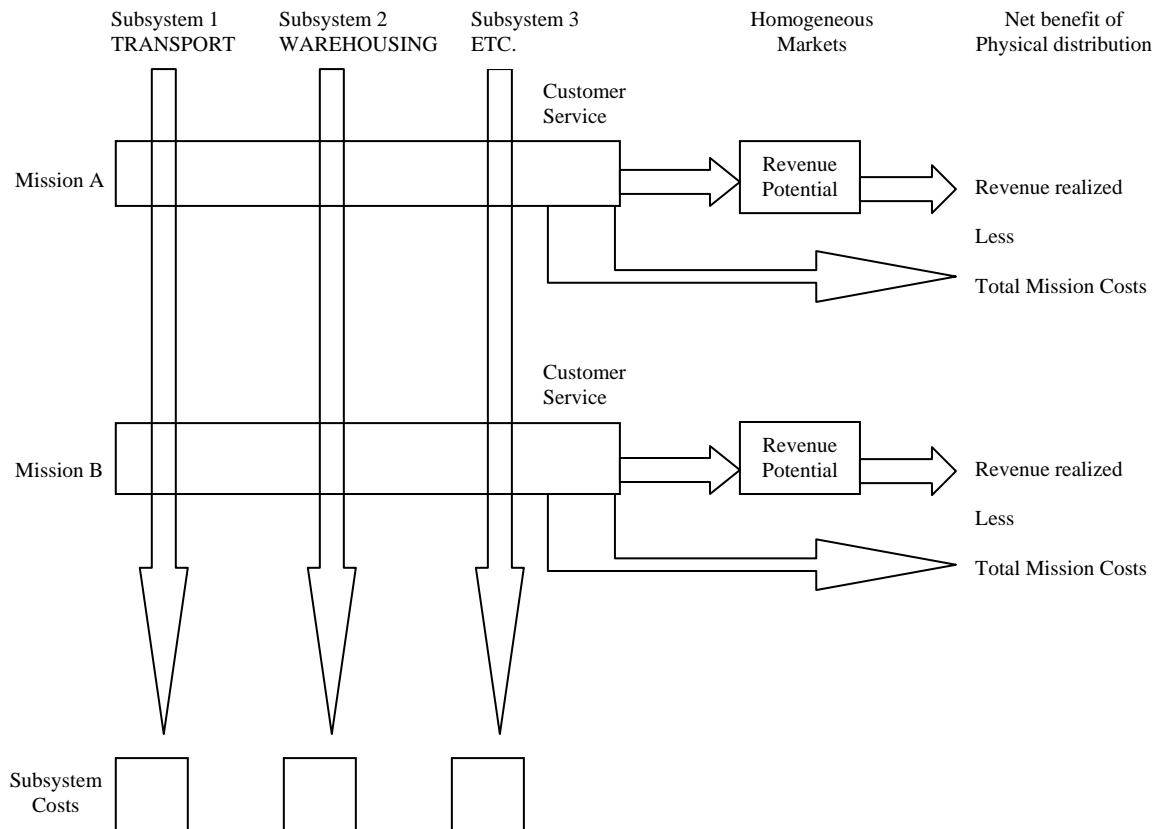 Subsystem 1
TRANSPORT
Subsystem 2
WAREHOUSING
Subsystem 3
ETC.
Homogeneous
Markets
Net benefit of
Physical distribution
Customer
Service
Mission A
Revenue
Potential
Revenue realized
Less
Total Mission Costs
Customer
Service
Mission B
Revenue
Potential
Revenue realized
Less
Total Mission Costs
Subsystem
Costs